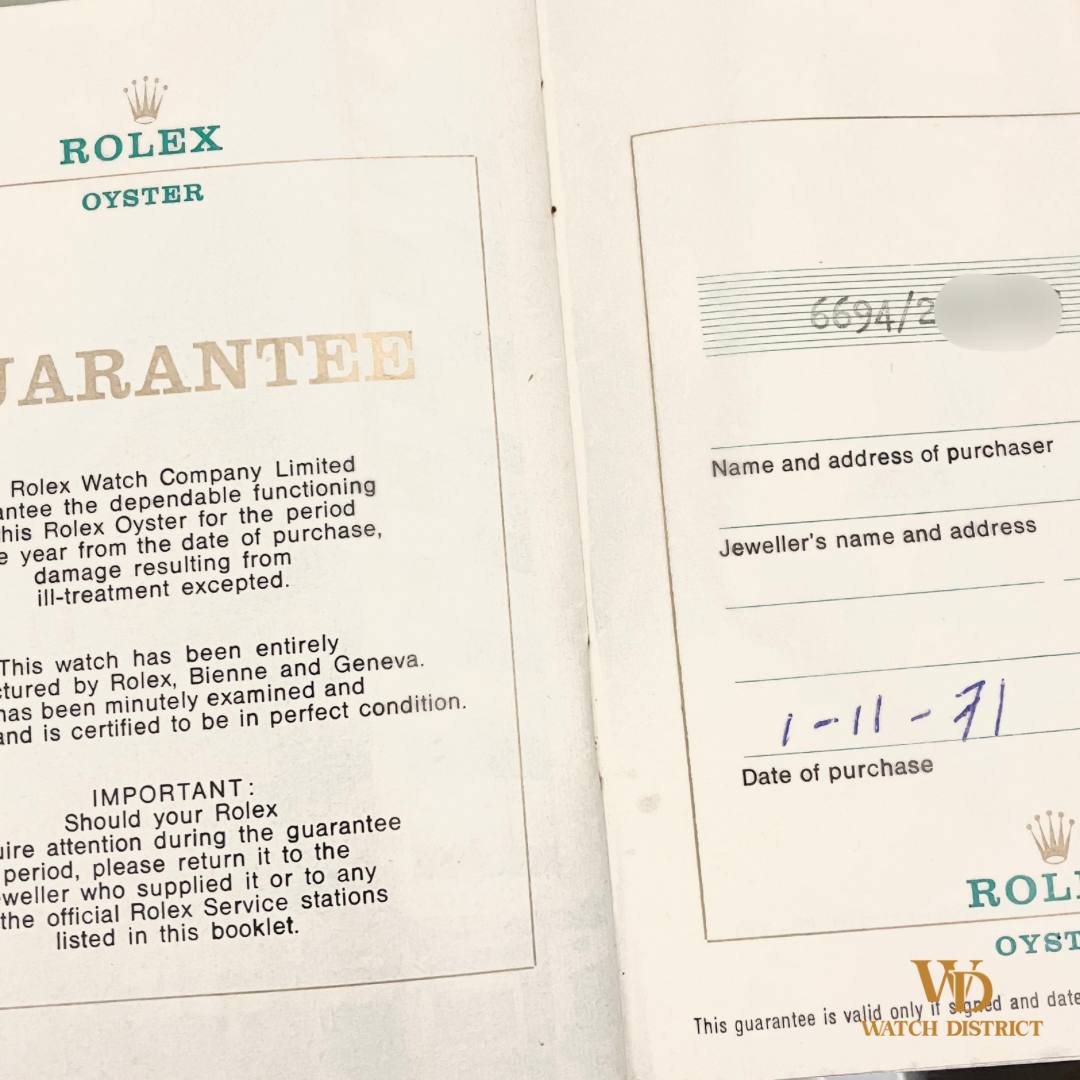 ROLEX
OYSTER
UARANTEE
Rolex Watch Company Limited
antee the dependable functioning
his Rolex Oyster for the period
e year from the date of purchase,
damage resulting from
ill-treatment excepted.
This watch has been entirely
ctured by Rolex, Bienne and Geneva.
has been minutely examined and
and is certified to be in perfect condition.
IMPORTANT:
Should your Rolex
uire attention during the guarantee
period, please return it to the
eweller who supplied it or to any
the official Rolex Service stations
listed in this booklet.
6694/2
Name and address of purchaser
Jeweller's name and address
1-11-71
Date of purchase
ROL
OYST
This guarantee is valid only if signed and date
WD
WATCH DISTRICT